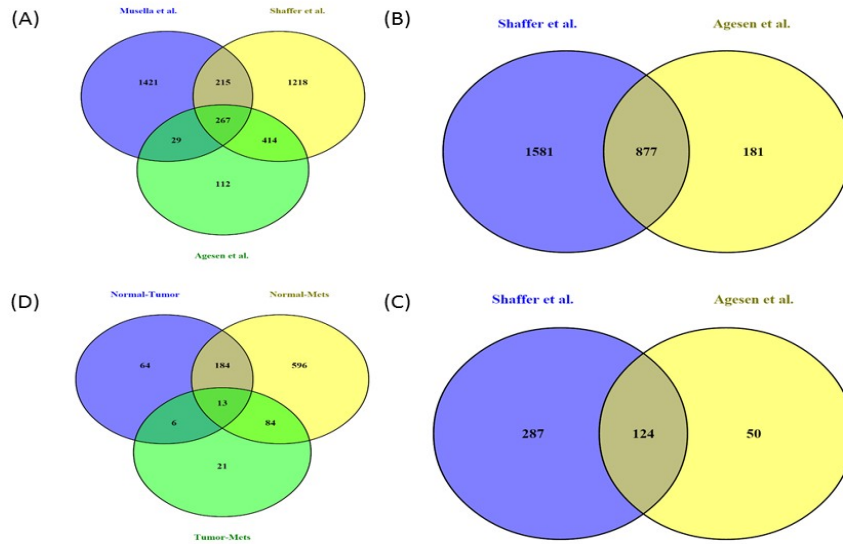 (A)
Musella et al.
Shaffer et al.
1421
215
1218
267
29
414
112
Agesen et al.
(B)
Shaffer et al.
Agesen et al.
1581
877
181
(D)
Normal-Tumor
Normal-Mets
64
184
596
13
6
84
21
Tumor-Mets
(C)
Shaffer et al.
Agesen et al.
287
124
50